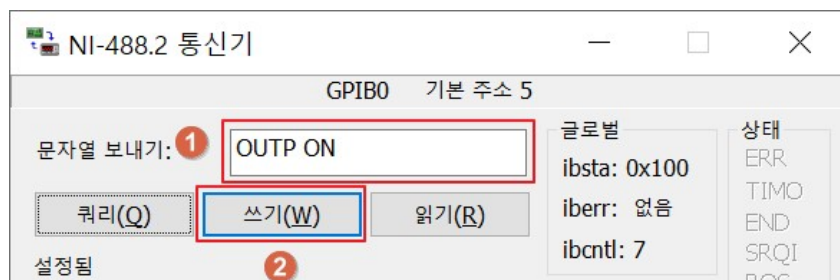 NI-488.2 통신기
GPIB0 기본 주소 5
문자열 보내기: 1 OUTP ON
쿼리(Q) 쓰기(W) 읽기(R)
설정됨 2
글로벌
ibsta: 0x100
iberr: 없음
ibcntl: 7
상태
ERR
TIMO
END
SRQI